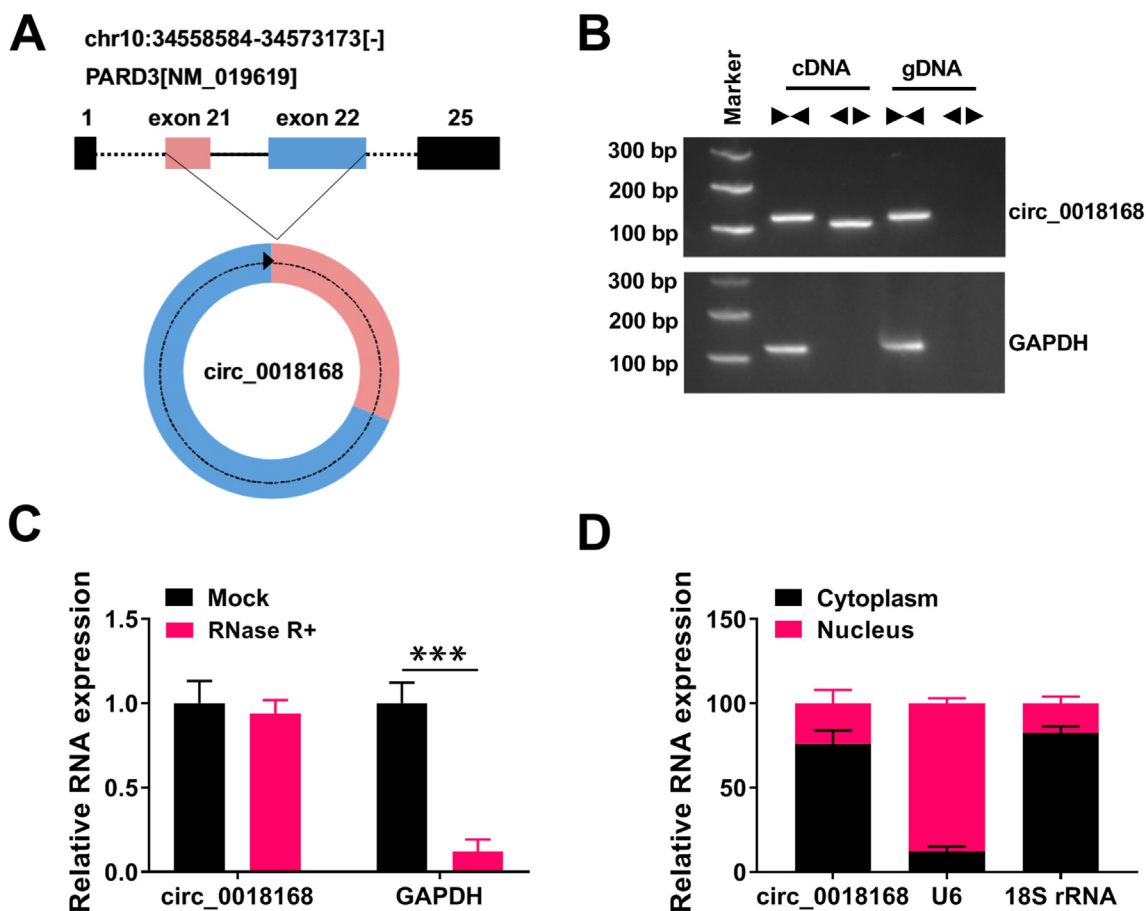 A
chr10:34558584-34573173[-]
PARD3[NM_019619]
1 exon 21 exon 22 25
circ_0018168
B
Marker
cDNA gDNA
300 bp
200 bp
100 bp
circ_0018168
300 bp
200 bp
100 bp
GAPDH
C
Relative RNA expression
Mock
RNase R+
1.5
1.0
0.5
0.0
***
circ_0018168 GAPDH
D
Relative RNA expression
Cytoplasm
Nucleus
150
100
50
0
circ_0018168 U6 18S rRNA